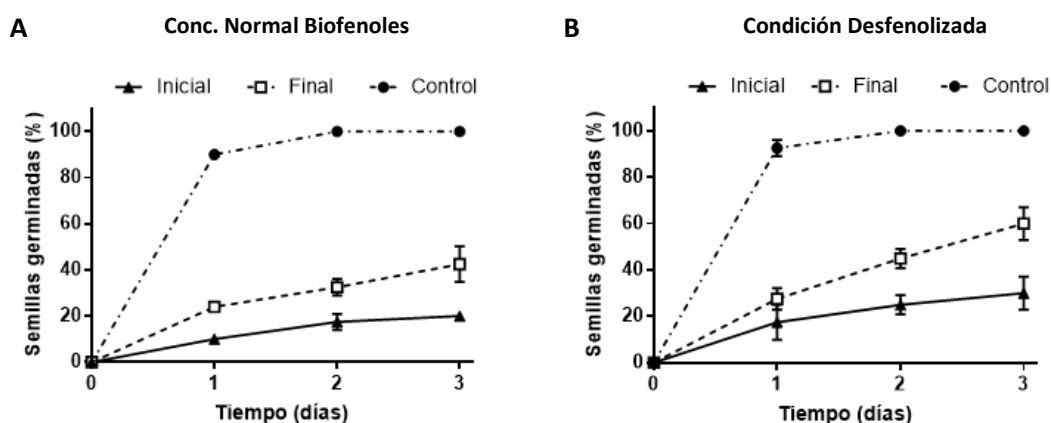 A
Conc. Normal Biofenoles
Inicial Final Control
Semillas germinadas (%)
100
80
60
40
20
0
0 1 2 3
Tiempo (días)
B
Condición Desfenolizada
Inicial Final Control
Semillas germinadas (%)
100
80
60
40
20
0
0 1 2 3
Tiempo (días)